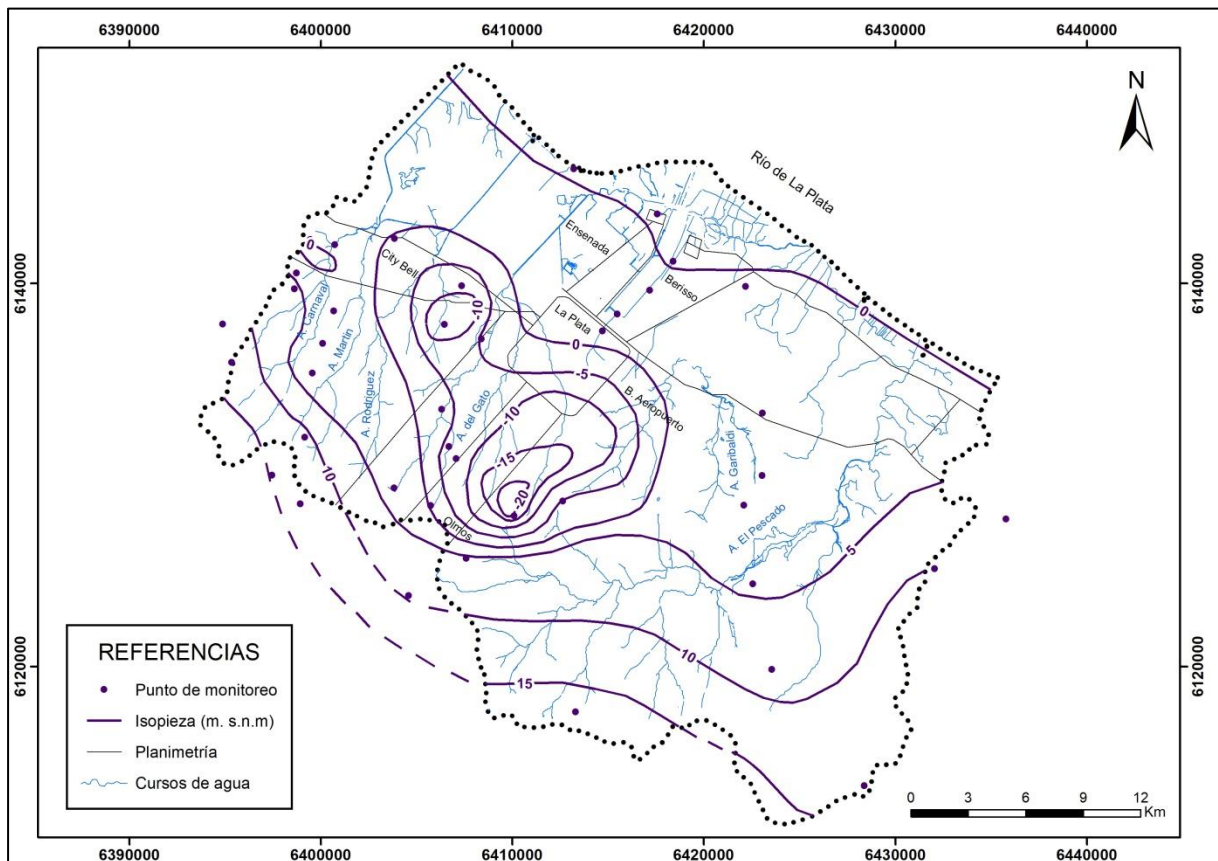 6390000 6400000 6410000 6420000 6430000 6440000
N
Río de La Plata
Ensenada
0
City Bell
6140000 6140000
Berisso
-10
A. Carnaval
La Plata
0
A. Martin
0
-5
A. Rodríguez
A. del Gato
-10
B. Aeropuerto
A. Garibaldi
-15
10
-20
Olmos
A. El Pescado
5
10
15
6120000 6120000
REFERENCIAS
Punto de monitoreo
Isopieza (m. s.n.m)
Planimetría
Cursos de agua
0 3 6 9 12
Km
6390000 6400000 6410000 6420000 6430000 6440000